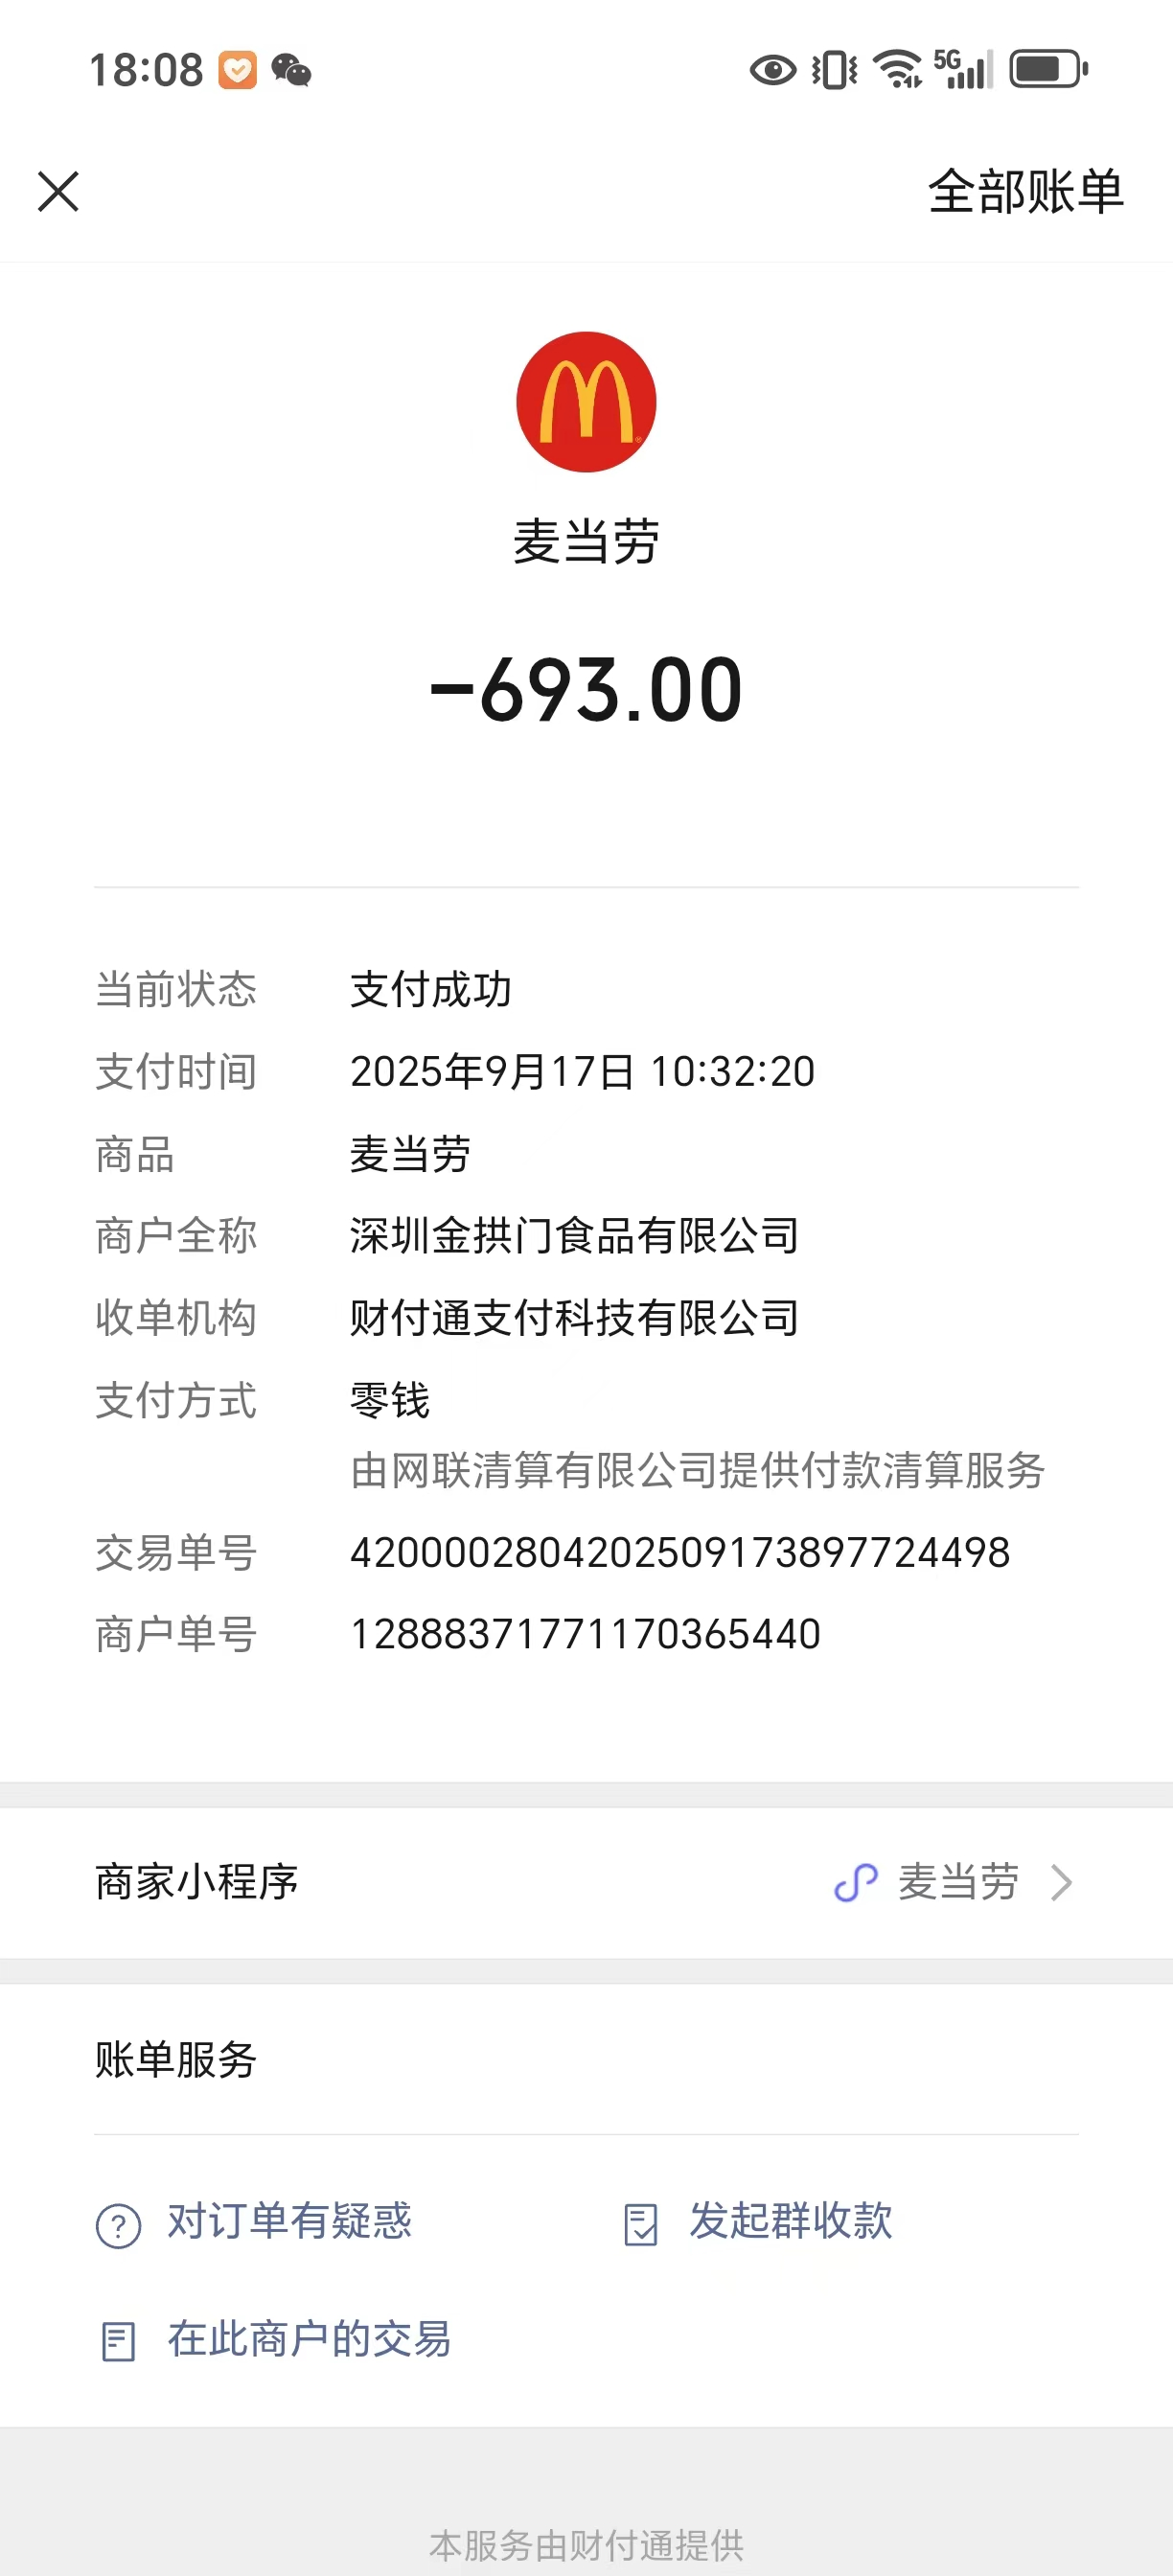 18:08
5G
全部账单
麦当劳
-693.00
当前状态 支付成功
支付时间 2025年9月17日 10:32:20
商品 麦当劳
商户全称 深圳金拱门食品有限公司
收单机构 财付通支付科技有限公司
支付方式 零钱
由网联清算有限公司提供付款清算服务
交易单号 4200002804202509173897724498
商户单号 12888371771170365440
商家小程序 麦当劳
账单服务
对订单有疑惑 发起群收款
在此商户的交易
本服务由财付通提供